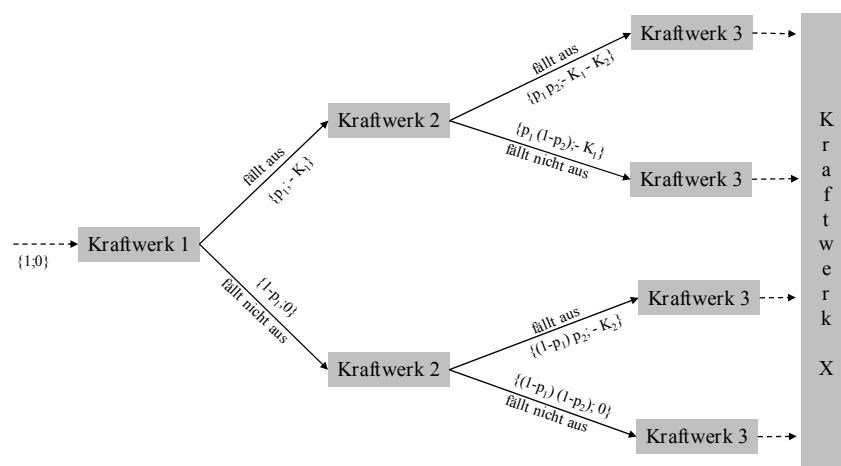 Kraftwerk 3
fällt aus
{p₁ p₂;- K₁ - K₂}
Kraftwerk 2
{p₁ (1-p₂);- K₁}
fällt nicht aus
fällt aus
{p₁;- K₁}
Kraftwerk 3
Kraftwerk 1
{1;0}
{1-p₁;0}
fällt nicht aus
Kraftwerk 3
fällt aus
{(1-p₁) p₂;- K₂}
Kraftwerk 2
{(1-p₁) (1-p₂); 0}
fällt nicht aus
Kraftwerk 3
Kraftwerk X